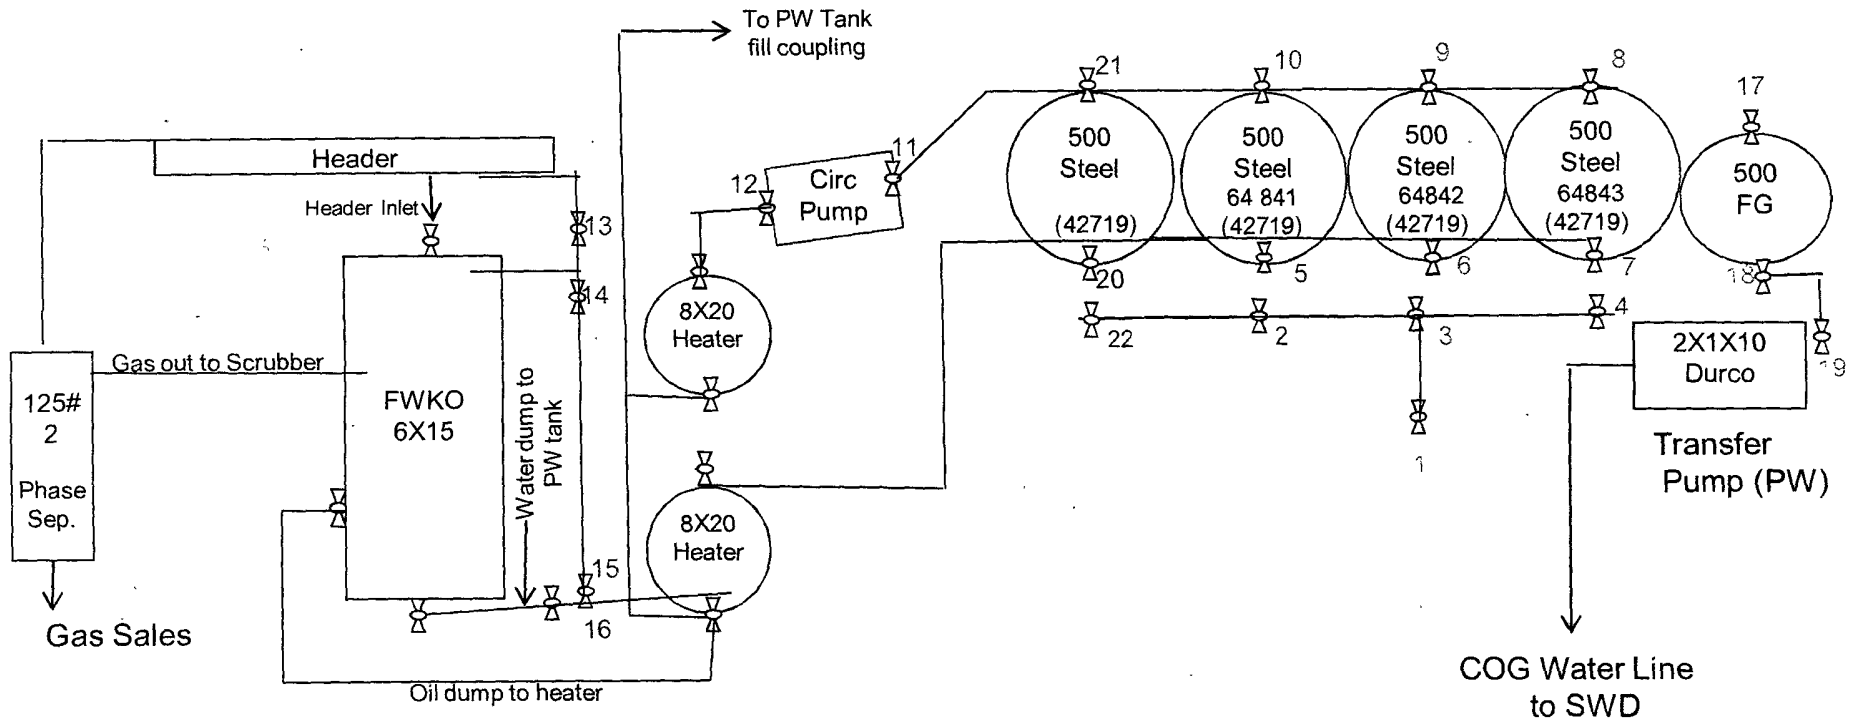 To PW Tank
fill coupling
21
10
9
8
17
Header
Header Inlet
13
14
12
11
Circ
Pump
500
Steel
(42719)
500
Steel
64 841
(42719)
500
Steel
64842
(42719)
500
Steel
64843
(42719)
500
FG
20
5
6
7
18
22
2
3
4
19
1
8X20
Heater
2X1X10
Durco
Gas out to Scrubber
125#
2
Phase
Sep.
FWKO
6X15
Water dump to
PW tank
Transfer
Pump (PW)
8X20
Heater
15
16
Gas Sales
Oil dump to heater
COG Water Line
to SWD